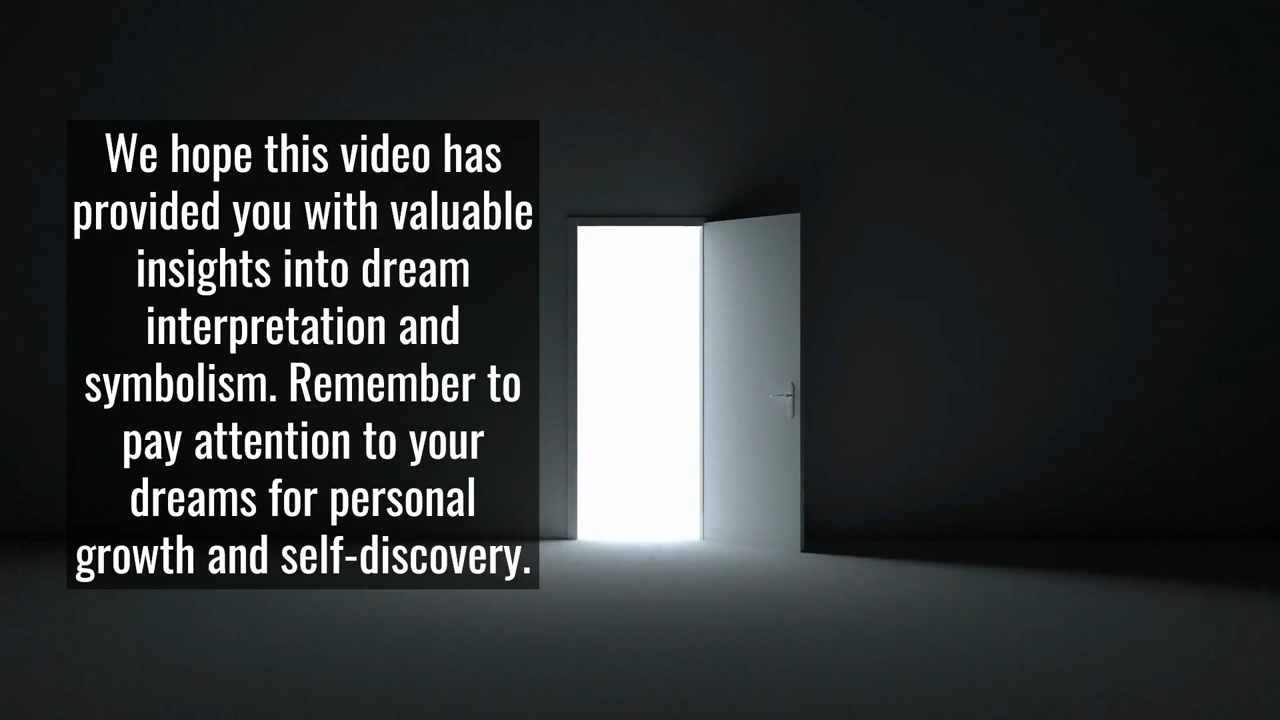 We hope this video has
provided you with valuable
insights into dream
interpretation and
symbolism. Remember to
pay attention to your
dreams for personal
growth and self-discovery.